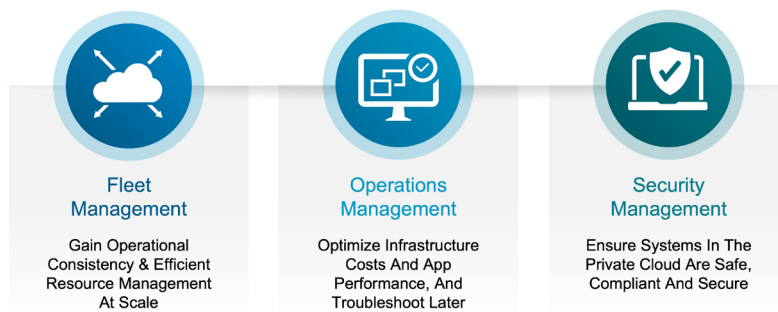 Fleet
Management
Gain Operational
Consistency & Efficient
Resource Management
At Scale
Operations
Management
Optimize Infrastructure
Costs And App
Performance, And
Troubleshoot Later
Security
Management
Ensure Systems In The
Private Cloud Are Safe,
Compliant And Secure